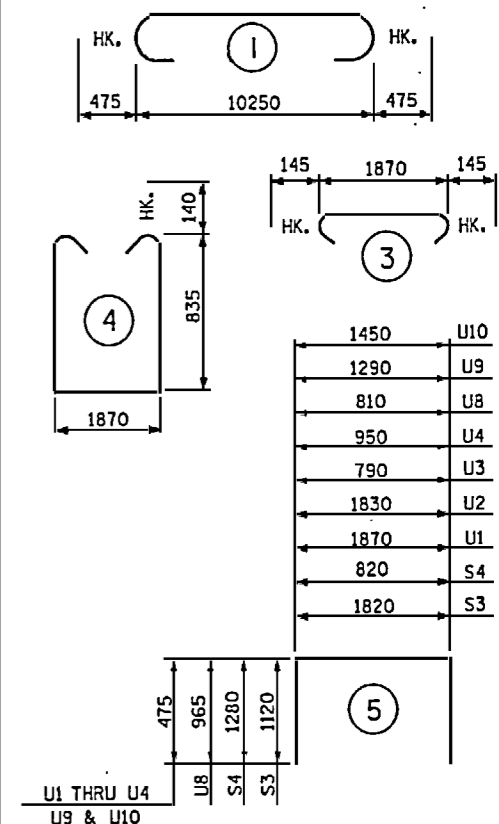 HK. 1 HK.
475 10250 475
145 1870 145
HK. 3 HK.
HK. 140
4 835
1870
1450 U10
1290 U9
810 U8
950 U4
790 U3
1830 U2
1870 U1
820 S4
1820 S3
475 965 1280 1120 5
U1 THRU U4 U8 S4 S3
U9 & U10